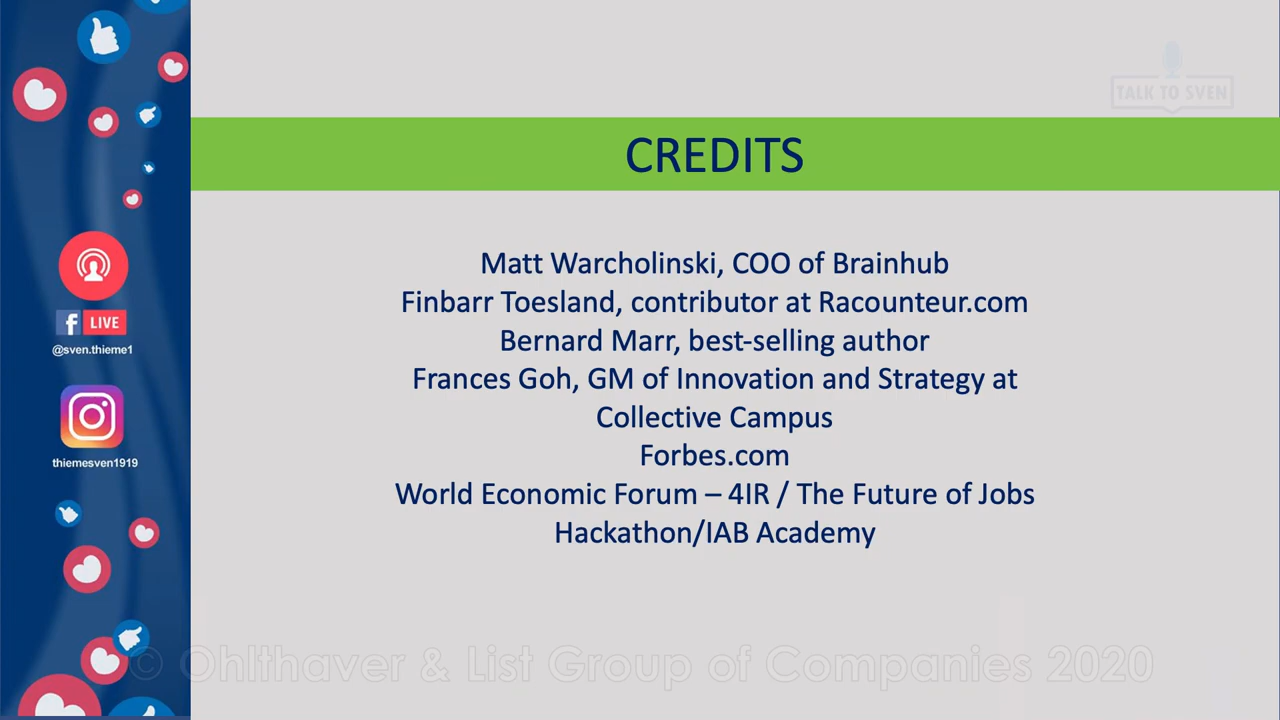 TALK TO SVEN
CREDITS
Matt Warcholinski, COO of Brainhub
Finbarr Toesland, contributor at Racounteur.com
Bernard Marr, best-selling author
Frances Goh, GM of Innovation and Strategy at
Collective Campus
Forbes.com
World Economic Forum – 4IR / The Future of Jobs
Hackathon/IAB Academy
f LIVE
@sven.thieme1
thiemesven1919
© Ohlthaver & List Group of Companies 2020